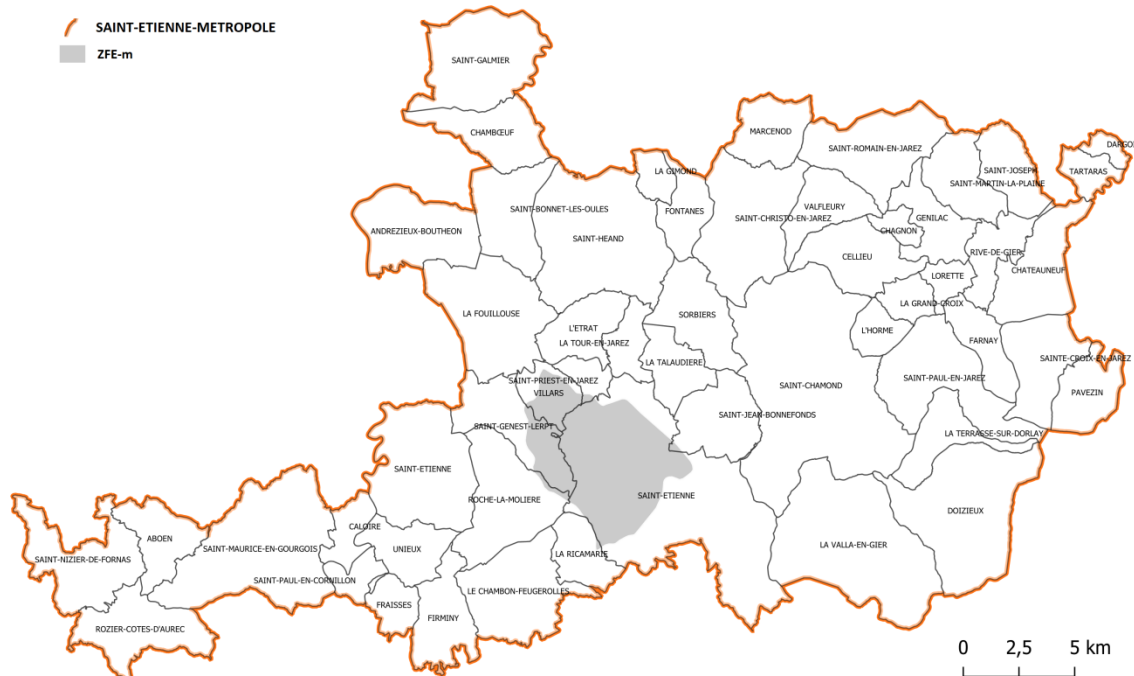 SAINT-ETIENNE-METROPOLE
ZFE-m
SAINT-GALMIER
CHAMBŒUF
MARCENOD
SAINT-ROMAIN-EN-JAREZ
DARGO
SAINT-JOSEPH
TARTARAS
LA GIMOND
SAINT-MARTIN-LA-PLAINE
SAINT-BONNET-LES-OULES
FONTANES
VALFLEURY
SAINT-CHRISTO-EN-JAREZ
GENILAC
ANDREZIEUX-BOUTHEON
CHAGNON
SAINT-HEAND
RIVE-DE-GIER
CELLIEU
CHATEAUNEUF
LORETTE
LA GRAND-CROIX
LA FOUILLOUSE
SORBIERS
L'ETRAT
L'HORME
FARNAY
LA TOUR-EN-JAREZ
SAINTE-CROIX-EN-JAREZ
LA TALAUDIERE
SAINT-PRIEST-EN-JAREZ
SAINT-PAUL-EN-JAREZ
SAINT-CHAMOND
VILLARS
PAVEZIN
SAINT-JEAN-BONNEFONDS
SAINT-GENEST-LERPT
LA TERRASSE-SUR-DORLAY
SAINT-ETIENNE
SAINT-ETIENNE
ROCHE-LA-MOLIERE
DOIZIEUX
CALOIRE
ABOEN
LA VALLA-EN-GIER
SAINT-MAURICE-EN-GOURGOIS
UNIEUX
LA RICAMARIE
SAINT-NIZIER-DE-FORNAS
SAINT-PAUL-EN-CORNILLON
LE CHAMBON-FEUGEROLLES
FRAISSES
FIRMINY
ROZIER-COTES-D'AUREC
0 2,5 5 km